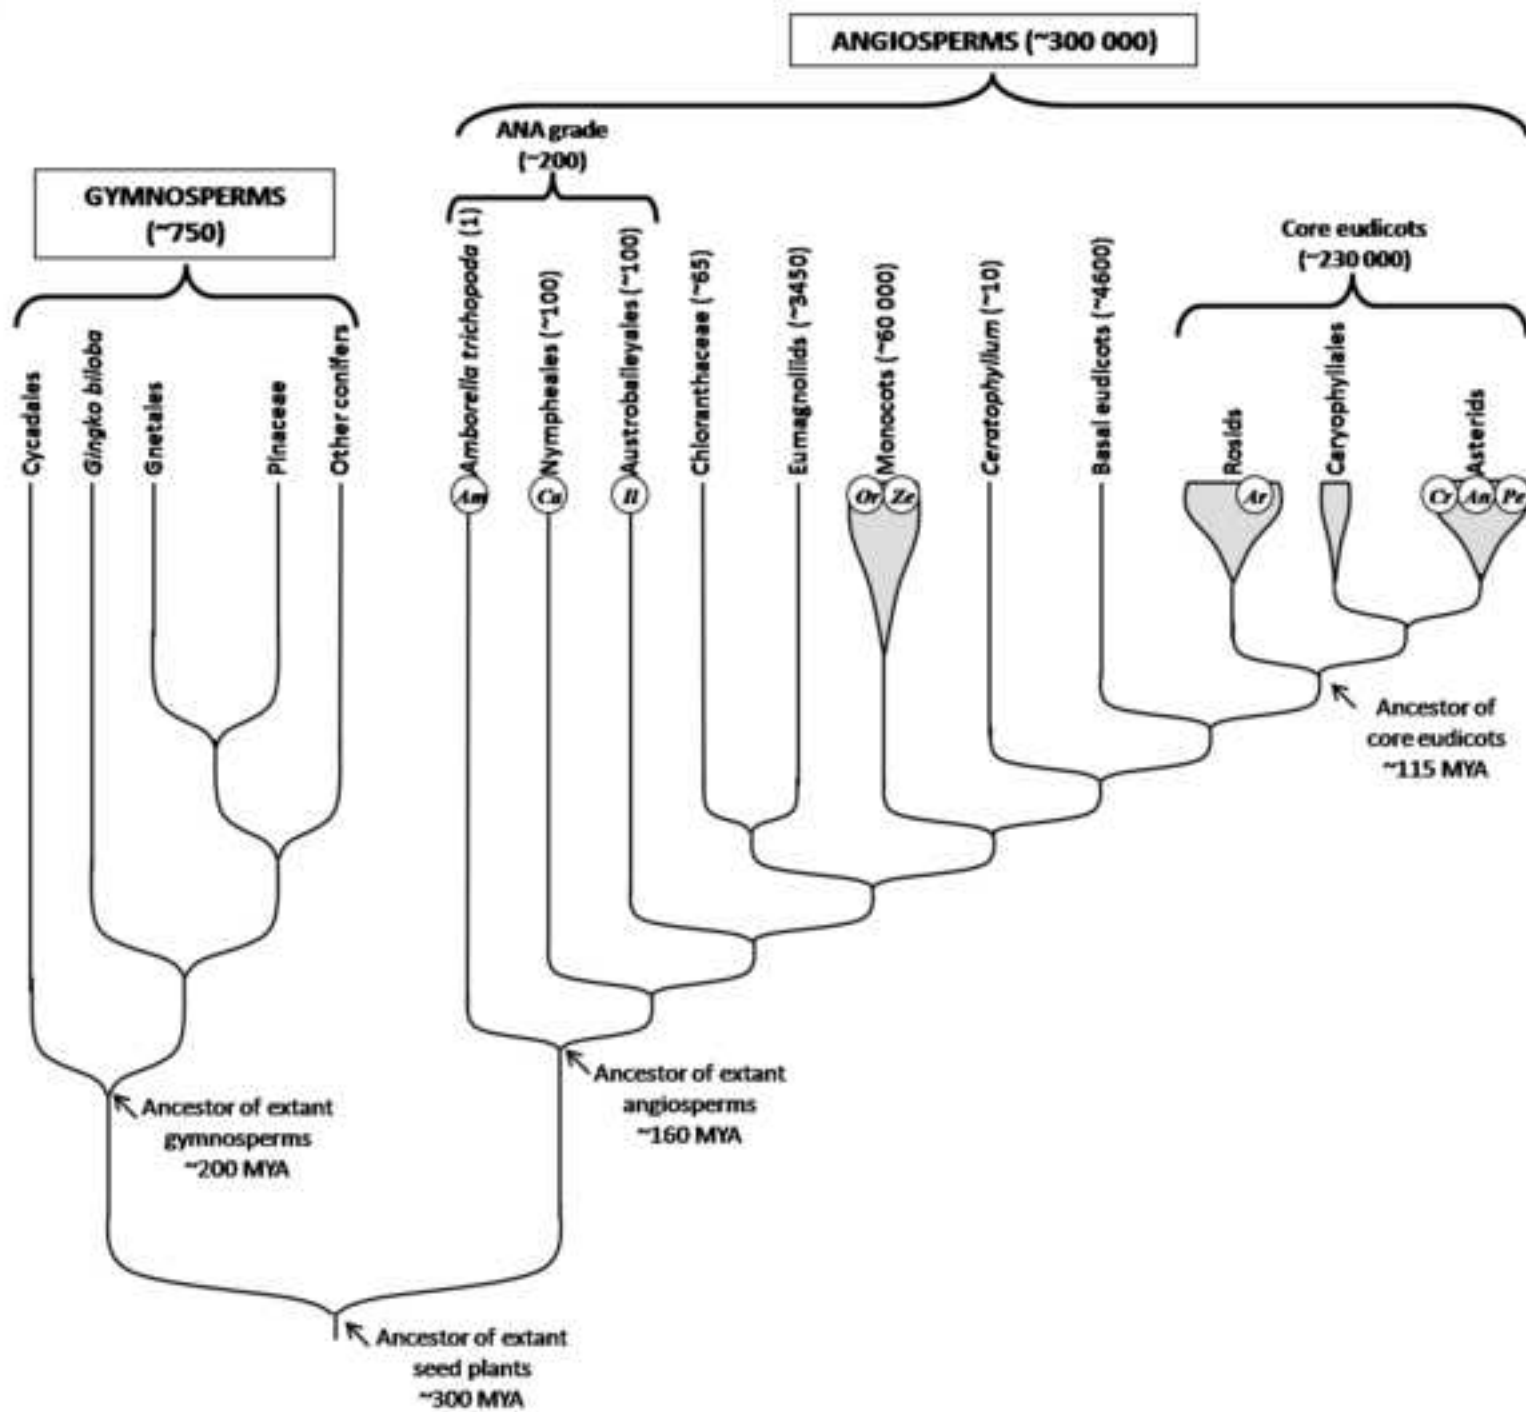 ANGIOSPERMS (~300 000)
ANA grade
(~200)
GYMNOSPERMS
(~750)
Core eudicots
(~230 000)
Cycadales
Gingko biloba
Gnetales
Pinaceae
Other conifers
Amborella trichopoda (1)
Nympheales (~100)
Austrobaileyales (~100)
Chloranthaceae (~65)
Eumagnoliids (~3450)
Monocots (~60 000)
Ceratophyllum (~10)
Basal eudicots (~4600)
Rosids
Caryophyllales
Asterids
Am
Ca
Il
Or
Ze
Ar
Cr
An
Pe
Ancestor of
core eudicots
~115 MYA
Ancestor of extant
angiosperms
~160 MYA
Ancestor of extant
gymnosperms
~200 MYA
Ancestor of extant
seed plants
~300 MYA